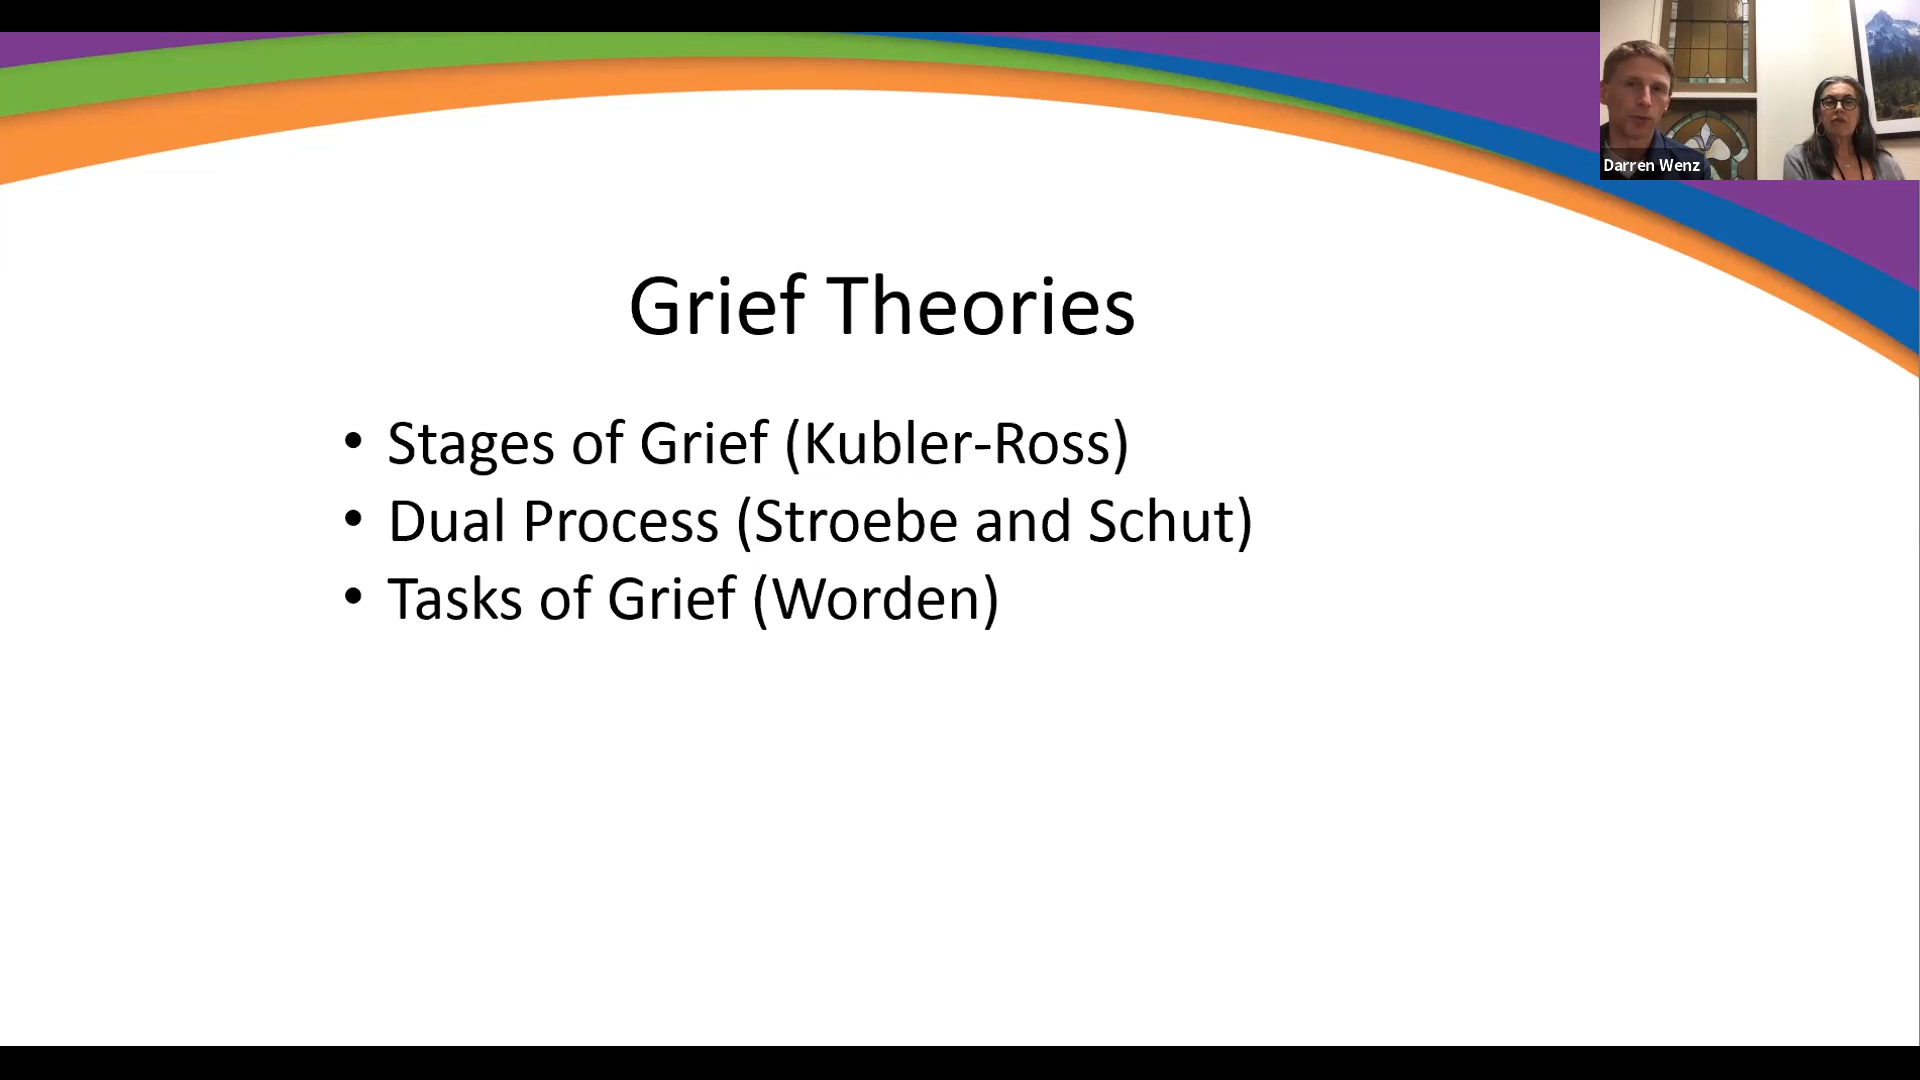 Darren Wenz
Grief Theories
• Stages of Grief (Kubler-Ross)
• Dual Process (Stroebe and Schut)
• Tasks of Grief (Worden)